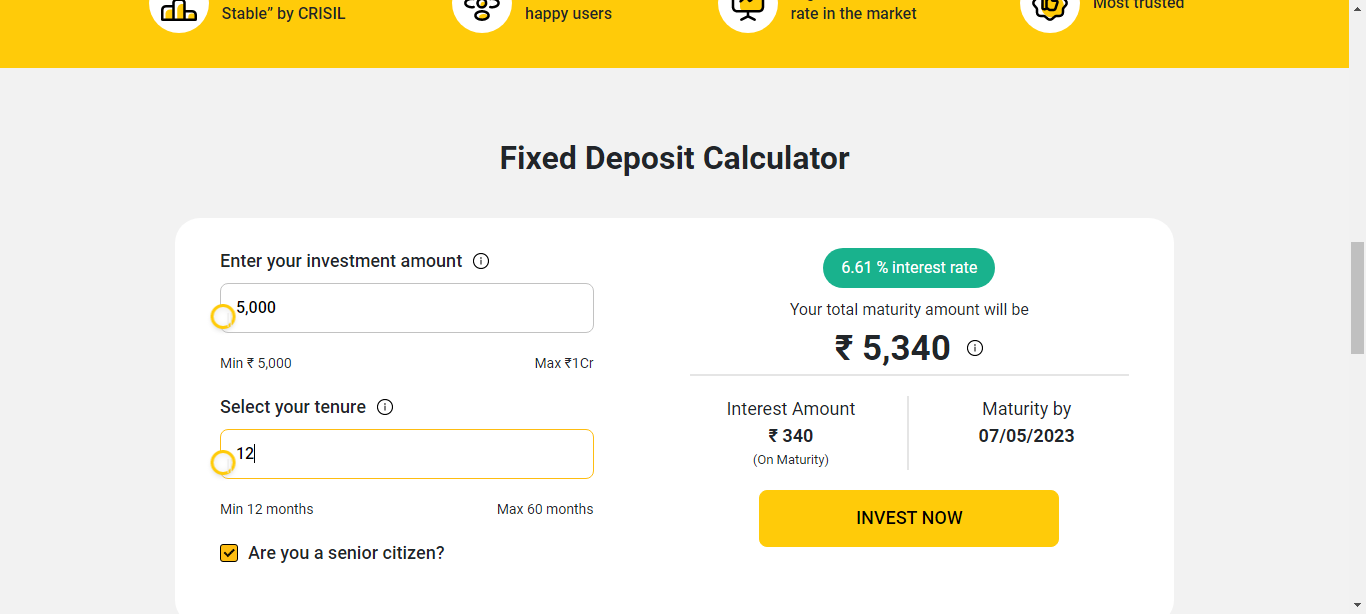 Stable” by CRISIL
happy users
rate in the market
Most trusted
Fixed Deposit Calculator
Enter your investment amount
5,000
Min ₹ 5,000 Max ₹1Cr
Select your tenure
12
Min 12 months Max 60 months
Are you a senior citizen?
6.61 % interest rate
Your total maturity amount will be
₹ 5,340
Interest Amount
₹ 340
(On Maturity)
Maturity by
07/05/2023
INVEST NOW